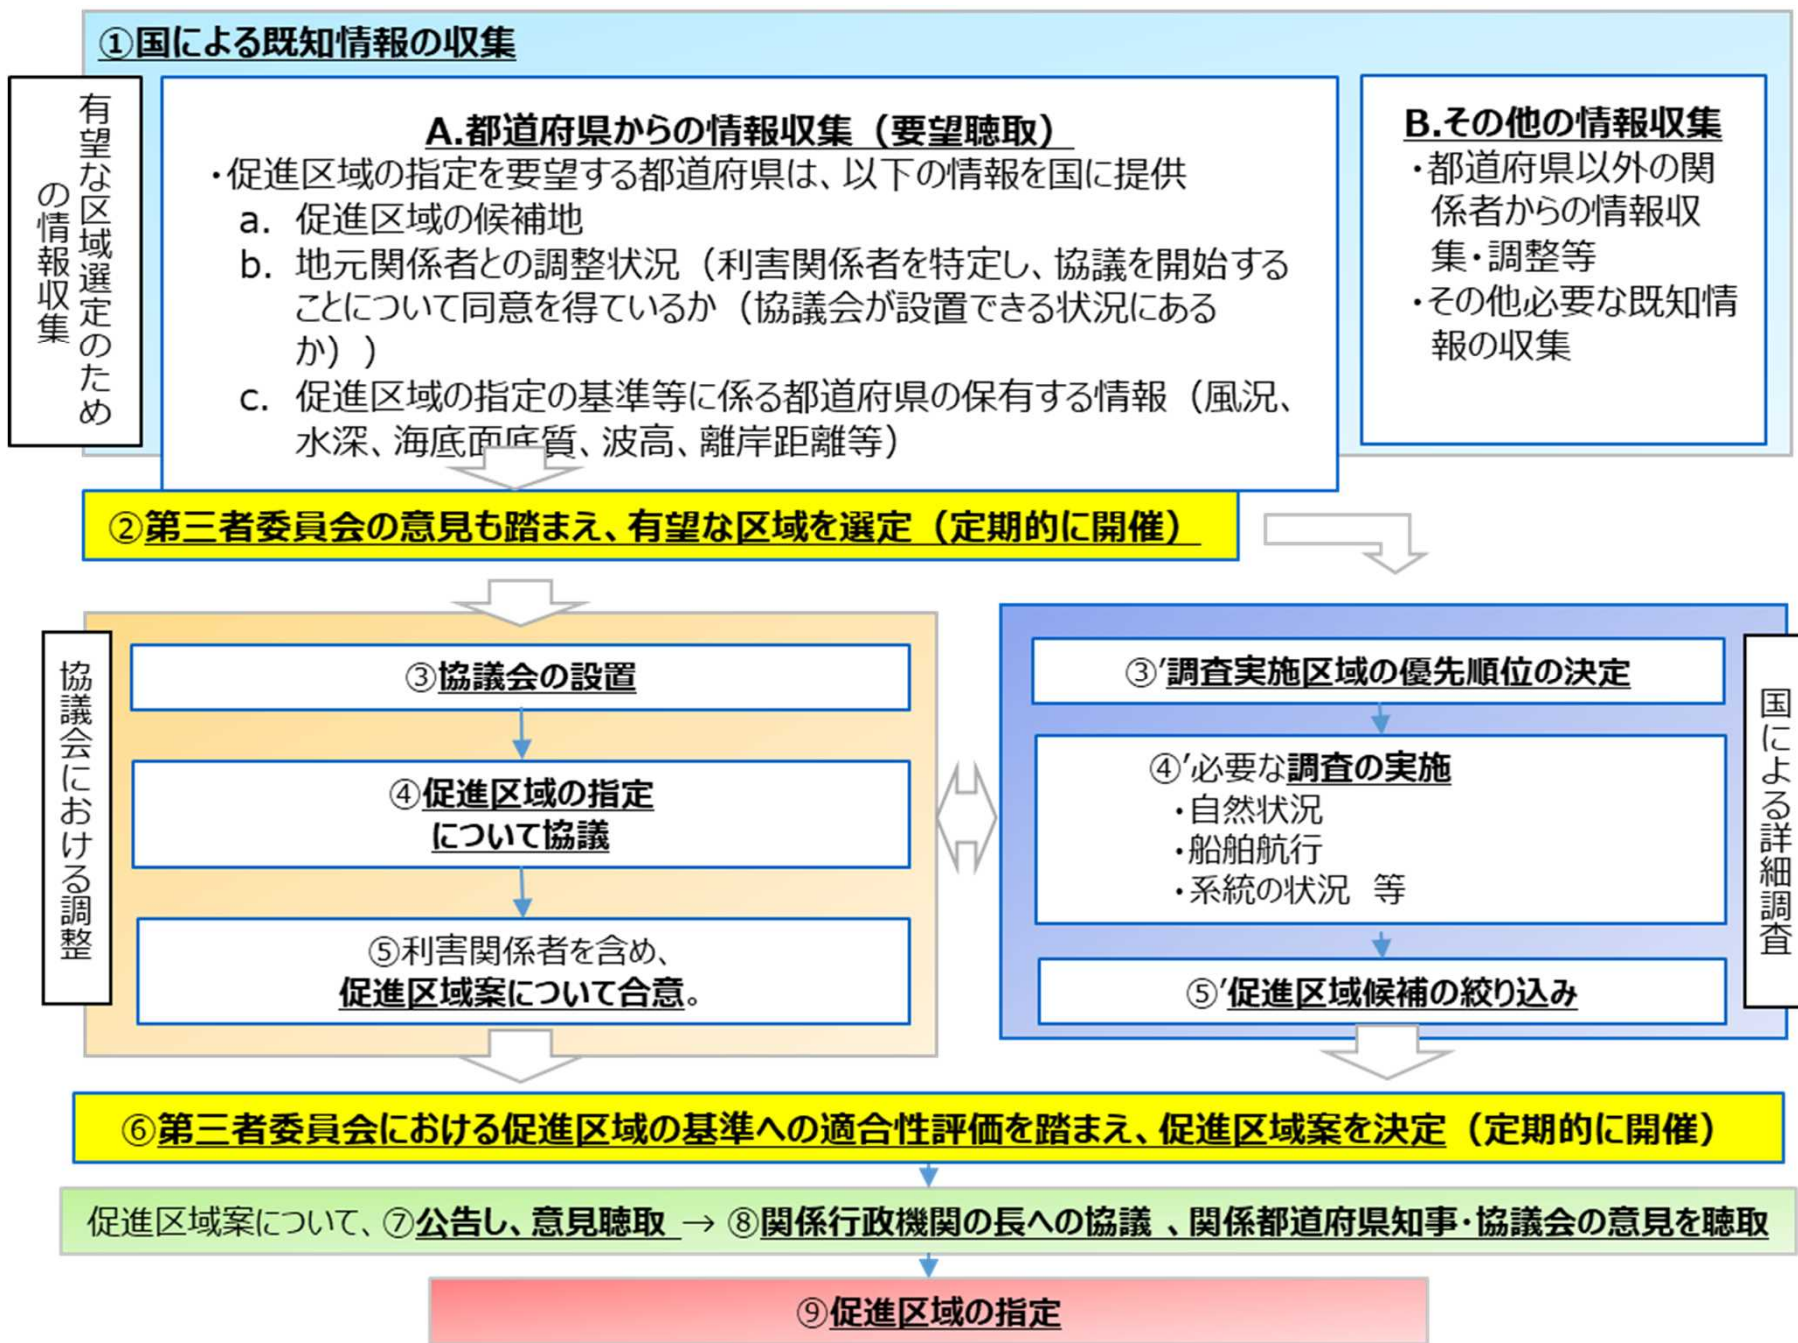 ①国による既知情報の収集
有望な区域選定のため
の情報収集
A.都道府県からの情報収集（要望聴取）
・促進区域の指定を要望する都道府県は、以下の情報を国に提供
a. 促進区域の候補地
b. 地元関係者との調整状況（利害関係者を特定し、協議を開始する
ことについて同意を得ているか（協議会が設置できる状況にある
か））
c. 促進区域の指定の基準等に係る都道府県の保有する情報（風況、
水深、海底面底質、波高、離岸距離等）
B.その他の情報収集
・都道府県以外の関
係者からの情報収
集・調整等
・その他必要な既知情
報の収集
②第三者委員会の意見も踏まえ、有望な区域を選定（定期的に開催）
協議会における調整
③協議会の設置
④促進区域の指定
について協議
⑤利害関係者を含め、
促進区域案について合意。
③’調査実施区域の優先順位の決定
④’必要な調査の実施
・自然状況
・船舶航行
・系統の状況 等
⑤’促進区域候補の絞り込み
国による詳細調査
⑥第三者委員会における促進区域の基準への適合性評価を踏まえ、促進区域案を決定（定期的に開催）
促進区域案について、⑦公告し、意見聴取 → ⑧関係行政機関の長への協議 、関係都道府県知事・協議会の意見を聴取
⑨促進区域の指定